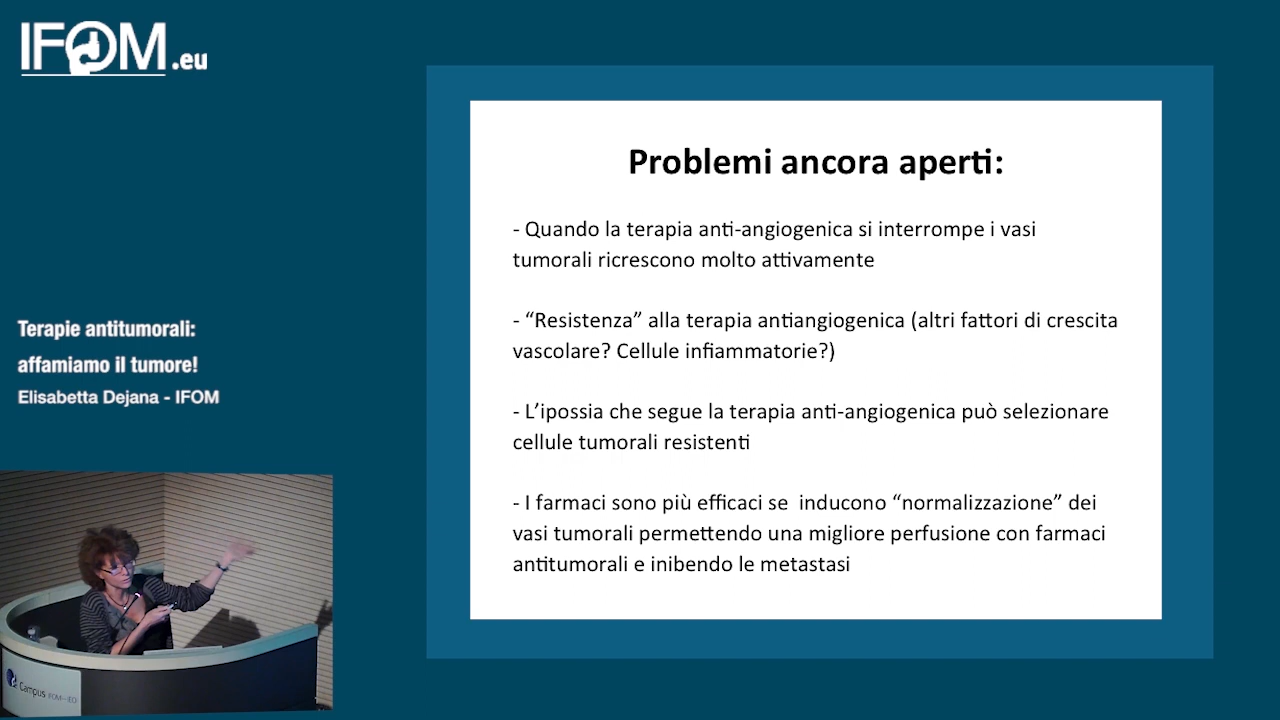 IFOM.eu
Problemi ancora aperti:
- Quando la terapia anti-angiogenica si interrompe i vasi
tumorali ricrescono molto attivamente
- “Resistenza” alla terapia antiangiogenica (altri fattori di crescita
vascolare? Cellule infiammatorie?)
- L’ipossia che segue la terapia anti-angiogenica può selezionare
cellule tumorali resistenti
- I farmaci sono più efficaci se  inducono “normalizzazione” dei
vasi tumorali permettendo una migliore perfusione con farmaci
antitumorali e inibendo le metastasi
Terapie antitumorali:
affamiamo il tumore!
Elisabetta Dejana - IFOM
Campus IFOM-IEO